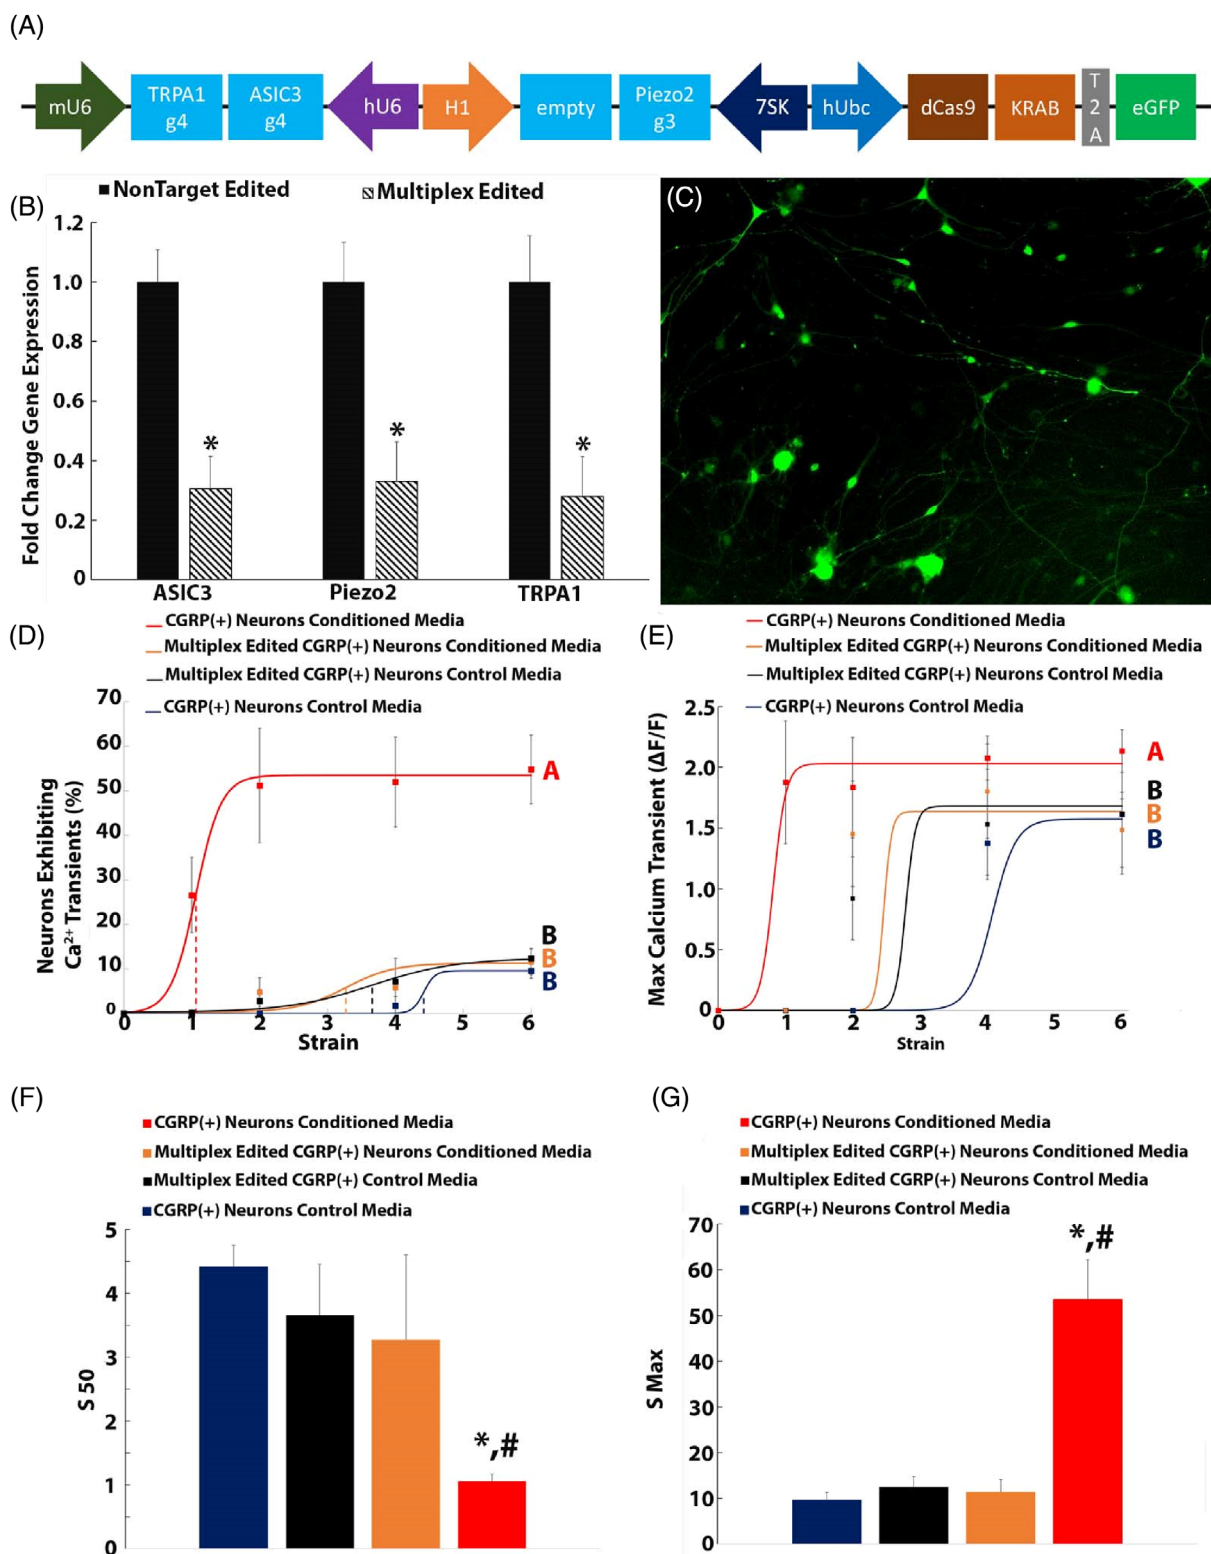 (A)
mU6
TRPA1
g4
ASIC3
g4
hU6
H1
empty
Piezo2
g3
7SK
hUbc
dCas9
KRAB
T
2
A
eGFP
(B)
NonTarget Edited
Multiplex Edited
Fold Change Gene Expression
1.2
1.0
0.8
0.6
0.4
0.2
0
*
*
*
ASIC3
Piezo2
TRPA1
(C)
(D)
CGRP(+) Neurons Conditioned Media
Multiplex Edited CGRP(+) Neurons Conditioned Media
Multiplex Edited CGRP(+) Neurons Control Media
CGRP(+) Neurons Control Media
Neurons Exhibiting
Ca2+ Transients (%)
70
60
50
40
30
20
10
0
A
B
B
B
0
1
2
3
4
5
6
Strain
(E)
CGRP(+) Neurons Conditioned Media
Multiplex Edited CGRP(+) Neurons Conditioned Media
Multiplex Edited CGRP(+) Neurons Control Media
CGRP(+) Neurons Control Media
Max Calcium Transient (ΔF/F)
2.5
2.0
1.5
1.0
0.5
0
A
B
B
B
0
1
2
3
4
5
6
Strain
(F)
CGRP(+) Neurons Conditioned Media
Multiplex Edited CGRP(+) Neurons Conditioned Media
Multiplex Edited CGRP(+) Control Media
CGRP(+) Neurons Control Media
S 50
5
4
3
2
1
0
*,#
(G)
CGRP(+) Neurons Conditioned Media
Multiplex Edited CGRP(+) Neurons Conditioned Media
Multiplex Edited CGRP(+) Neurons Control Media
CGRP(+) Neurons Control Media
S Max
70
60
50
40
30
20
10
0
*,#